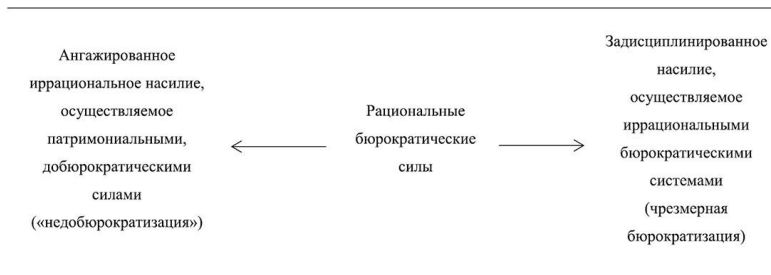 Ангажированное
иррациональное насилие,
осуществляемое
патримониальными,
добюрократическими
силами
(«недобюрократизация»)
Рациональные
бюрократические
силы
Задисциплинированное
насилие,
осуществляемое
иррациональными
бюрократическими
системами
(чрезмерная
бюрократизация)